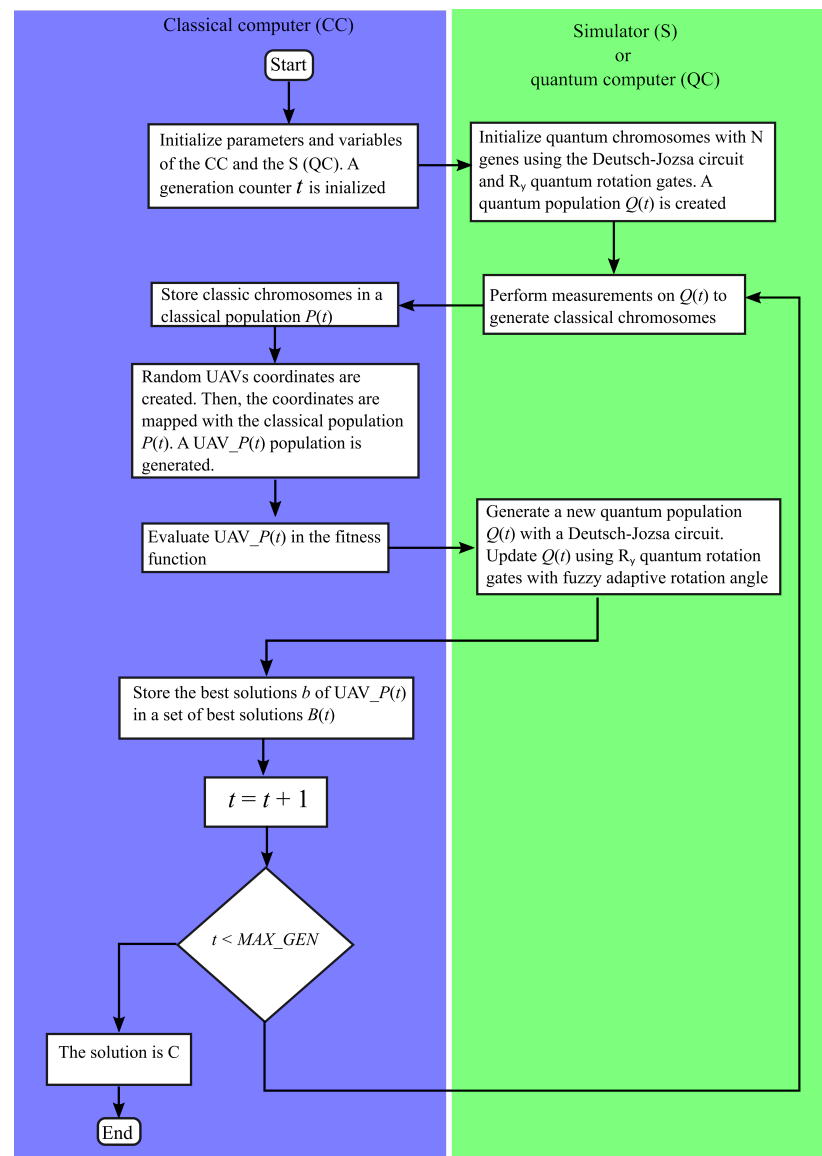 Classical computer (CC)
Simulator (S)
or
quantum computer (QC)
Start
Initialize parameters and variables
of the CC and the S (QC). A
generation counter t is inialized
Initialize quantum chromosomes with N
genes using the Deutsch-Jozsa circuit
and Ry quantum rotation gates. A
quantum population Q(t) is created
Perform measurements on Q(t) to
generate classical chromosomes
Store classic chromosomes in a
classical population P(t)
Random UAVs coordinates are
created. Then, the coordinates are
mapped with the classical population
P(t). A UAV_P(t) population is
generated.
Evaluate UAV_P(t) in the fitness
function
Generate a new quantum population
Q(t) with a Deutsch-Jozsa circuit.
Update Q(t) using Ry quantum rotation
gates with fuzzy adaptive rotation angle
Store the best solutions b of UAV_P(t)
in a set of best solutions B(t)
t = t + 1
t < MAX_GEN
The solution is C
End